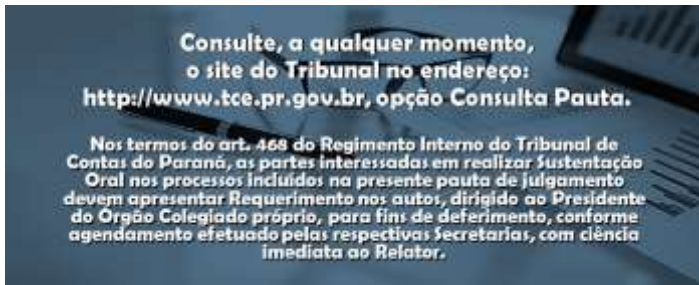 Consulte, a qualquer momento,
o site do Tribunal no endereço:
http://www.tce.pr.gov.br, opção Consulta Pauta.
Nos termos do art. 468 do Regimento Interno do Tribunal de
Contas do Paraná, as partes interessadas em realizar Sustentação
Oral nos processos incluídos na presente pauta de julgamento
devem apresentar Requerimento nos autos, dirigido ao Presidente
do Órgão Colegiado próprio, para fins de deferimento, conforme
agendamento efetuado pelas respectivas Secretarias, com ciência
imediata ao Relator.